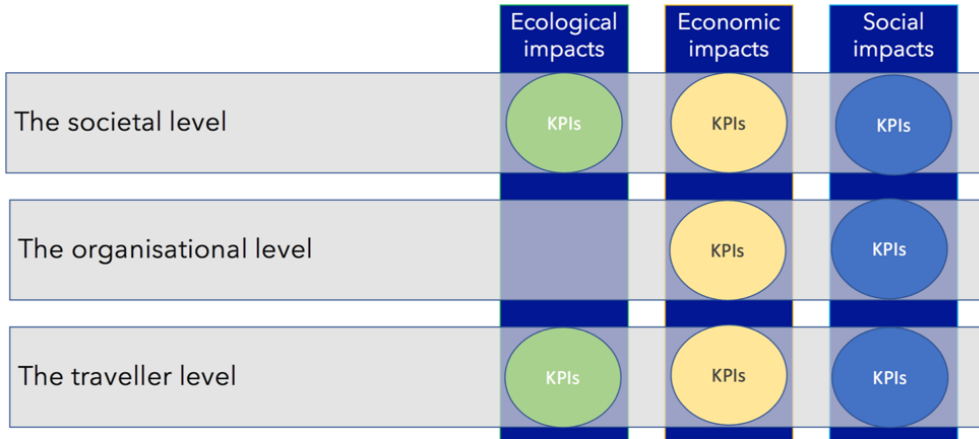 Ecological
impacts
Economic
impacts
Social
impacts
The societal level
KPIs
KPIs
KPIs
The organisational level
KPIs
KPIs
The traveller level
KPIs
KPIs
KPIs